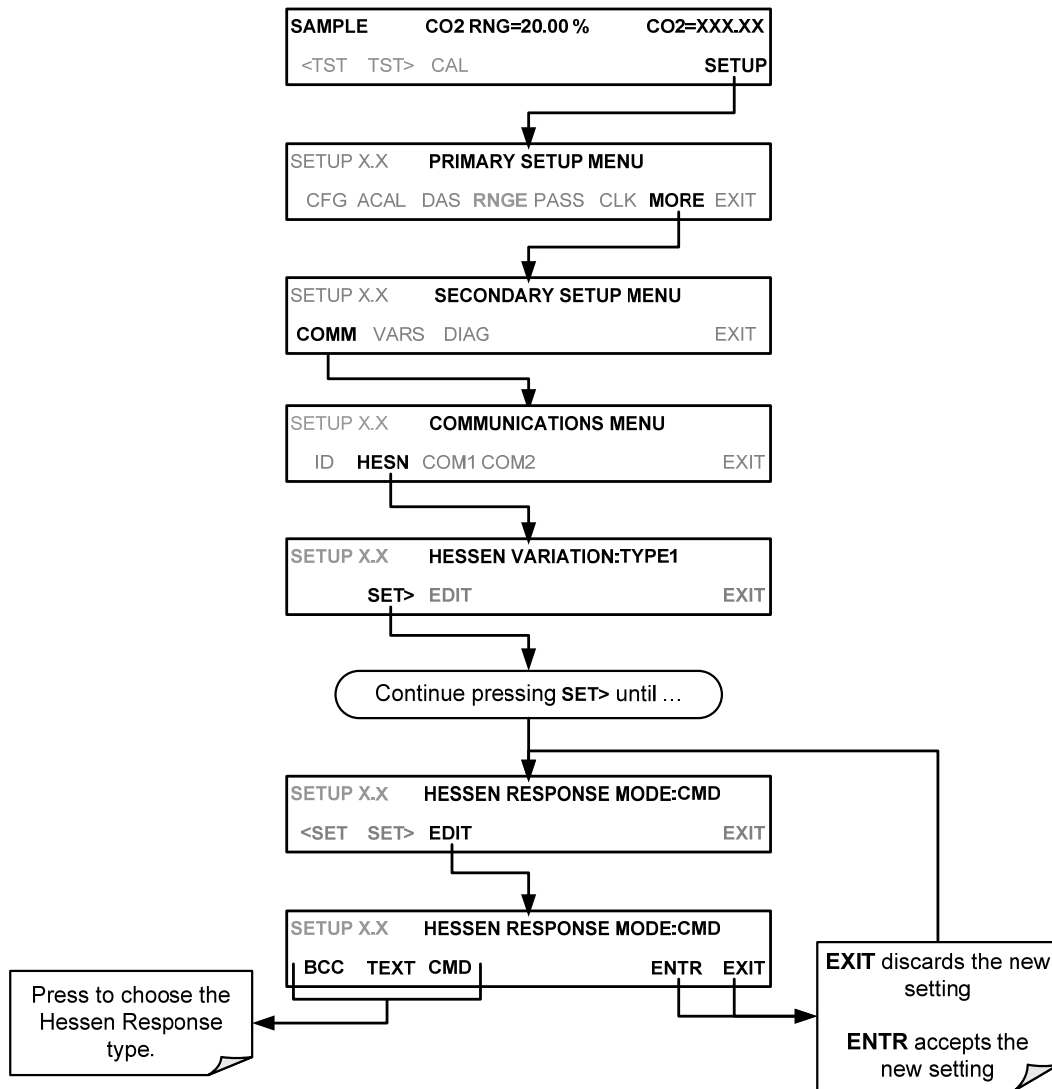 SAMPLE CO2 RNG=20.00 % CO2=XXX.XX
<TST TST> CAL SETUP
SETUP X.X PRIMARY SETUP MENU
CFG ACAL DAS RNGE PASS CLK MORE EXIT
SETUP X.X SECONDARY SETUP MENU
COMM VARS DIAG EXIT
SETUP X.X COMMUNICATIONS MENU
ID HESN COM1 COM2 EXIT
SETUP X.X HESSEN VARIATION:TYPE1
SET> EDIT EXIT
Continue pressing SET> until …
SETUP X.X HESSEN RESPONSE MODE:CMD
<SET SET> EDIT EXIT
SETUP X.X HESSEN RESPONSE MODE:CMD
BCC TEXT CMD ENTR EXIT
Press to choose the
Hessen Response
type.
EXIT discards the new
setting
ENTR accepts the
new setting